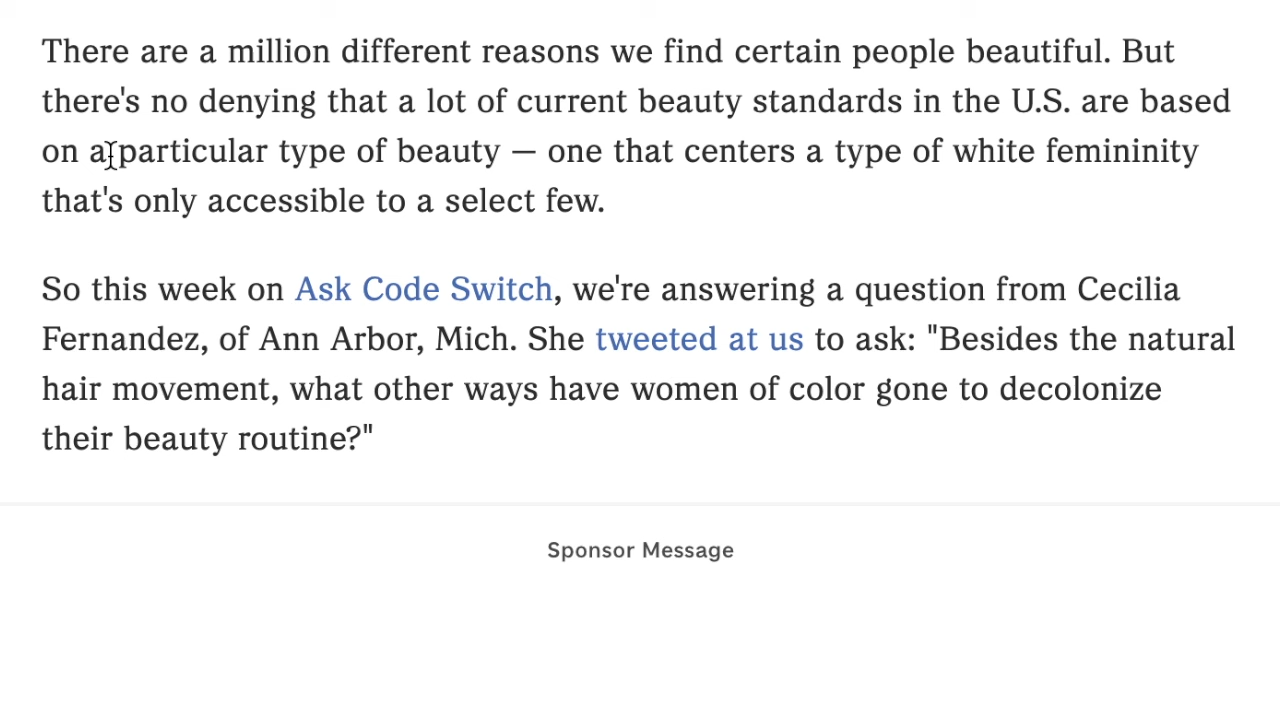 There are a million different reasons we find certain people beautiful. But
there's no denying that a lot of current beauty standards in the U.S. are based
on a particular type of beauty — one that centers a type of white femininity
that's only accessible to a select few.
So this week on Ask Code Switch, we're answering a question from Cecilia
Fernandez, of Ann Arbor, Mich. She tweeted at us to ask: "Besides the natural
hair movement, what other ways have women of color gone to decolonize
their beauty routine?"
Sponsor Message